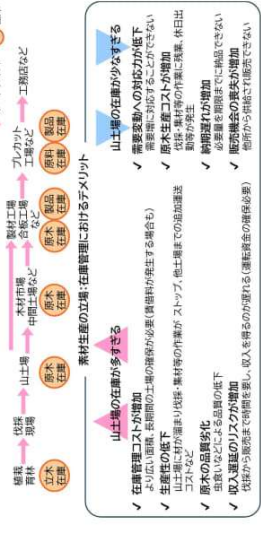 植栽
育林
伐採
現場
山土場
木材市場
中間土場など
製材工場
合板工場
など
プレカット
工場など
工務店など
立木
在庫
原木
在庫
原木
在庫
原木
在庫
製品
在庫
原料
在庫
製品
在庫
素材生産の立場:在庫管理におけるデメリット
山土場の在庫が多すぎる
✓ 在庫管理コストが増加
より広い面積、長期間の土場の確保が必要(賃借料が発生する場合も)
✓ 生産性の低下
山土場に材が溜まり伐採・集材等の作業が ストップ、他土場までの追加運送
コストなど
✓ 原木の品質劣化
虫食いなどによる品質の低下
✓ 収入遅延のリスクが増加
伐採から販売まで時間を要し、収入を得るのが遅れる(運転資金の確保必要)
山土場の在庫が少なすぎる
✓ 需要変動への対応力が低下
需要増に対応することができない
✓ 原木生産コストが増加
伐採・集材等の作業に残業、休日出
勤等が発生
✓ 納期遅れが増加
必要量を期限までに納品できない
✓ 販売機会の喪失が増加
他所から供給され販売できない